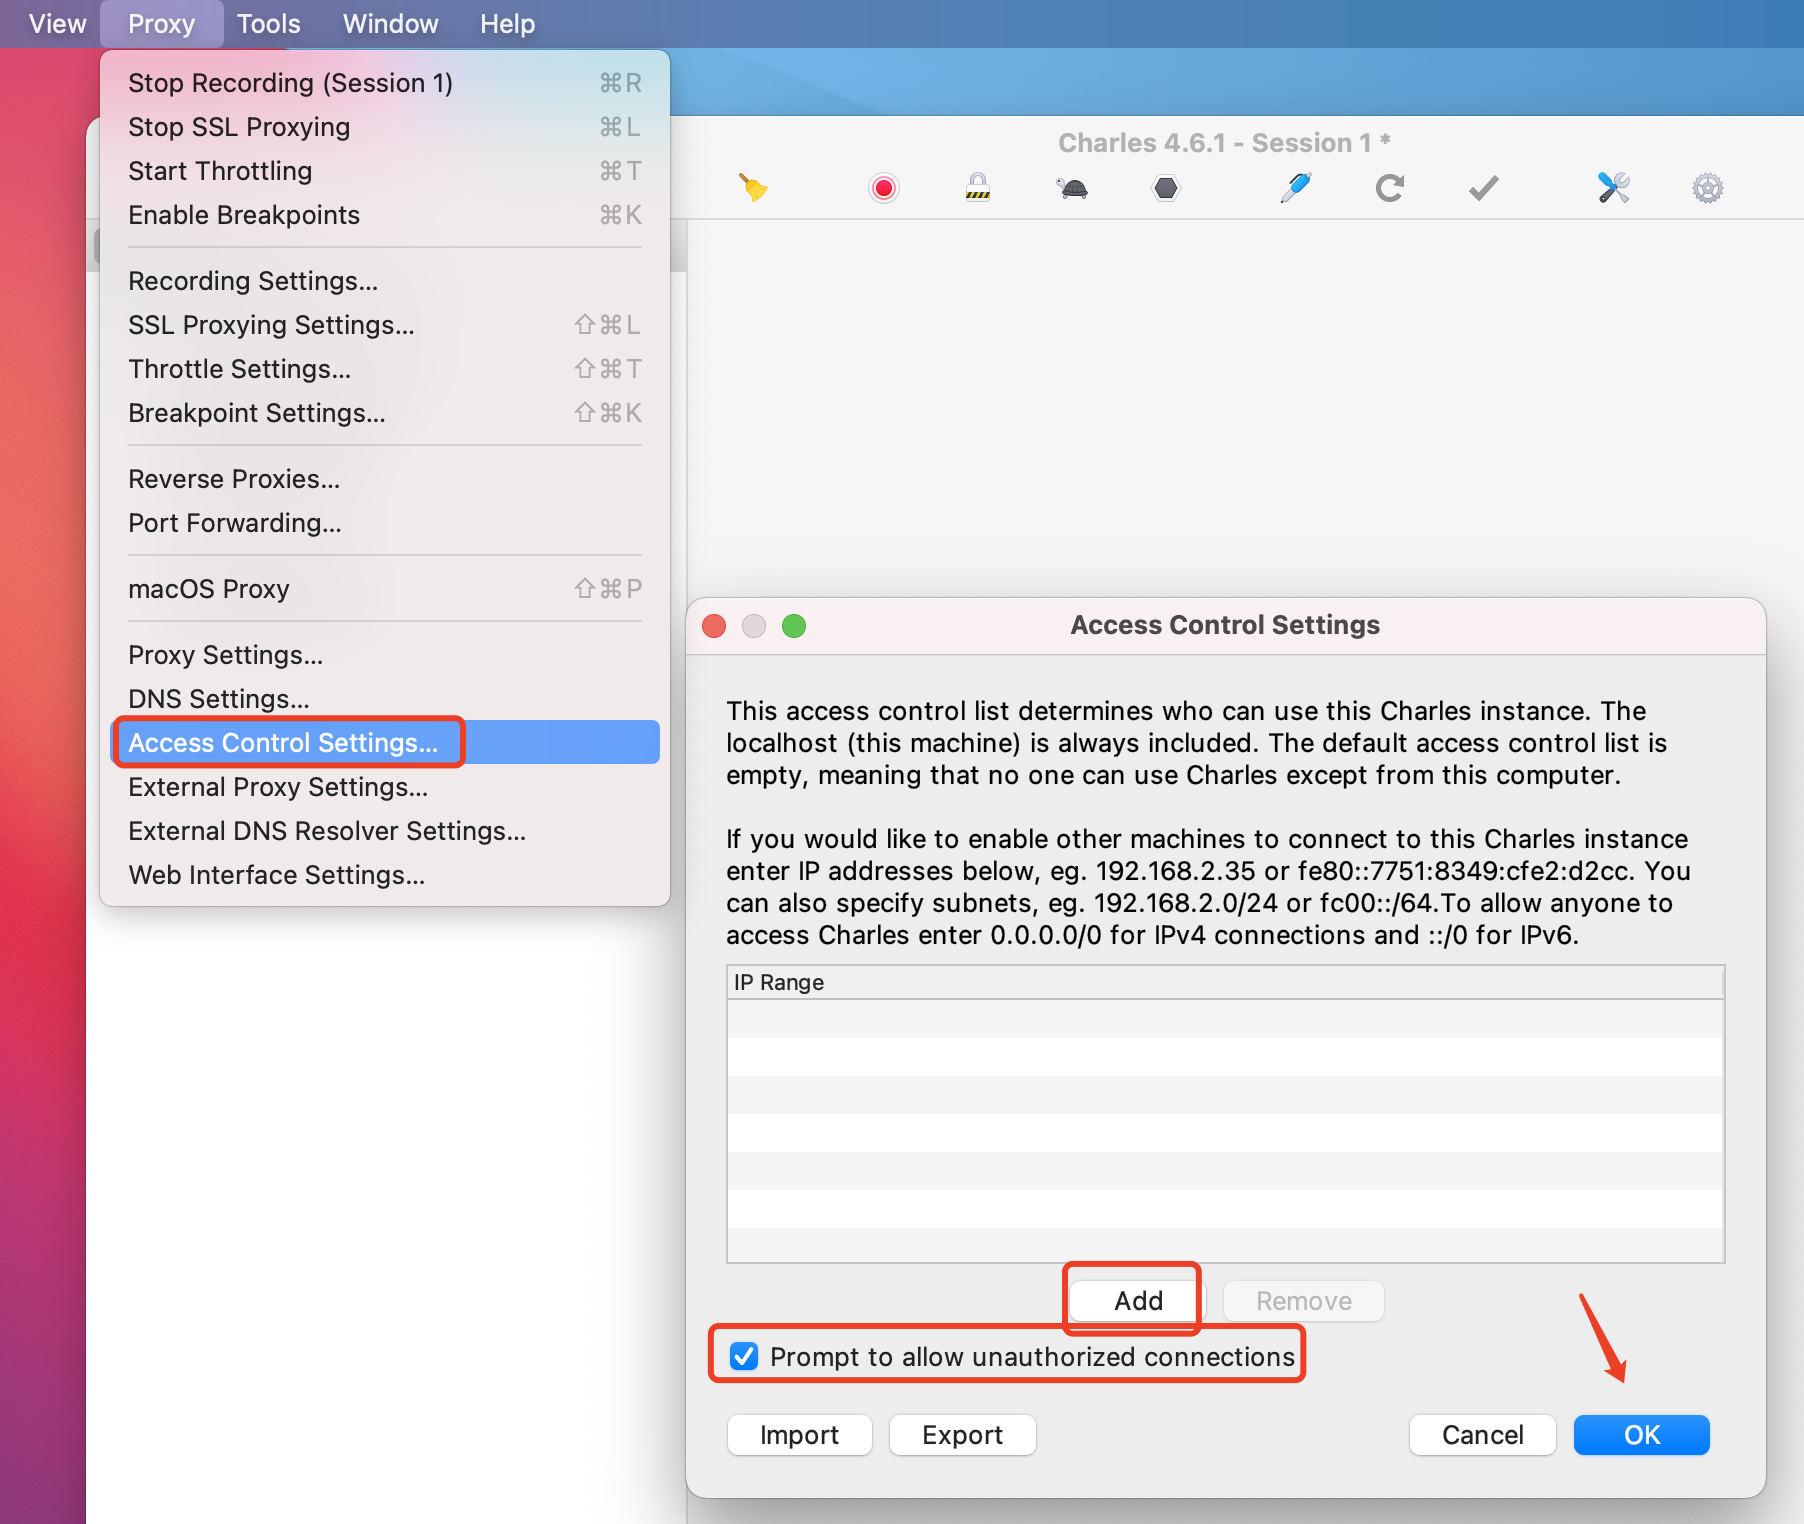 View Proxy Tools Window Help
Stop Recording (Session 1) ⌘R
Stop SSL Proxying ⌘L
Start Throttling ⌘T
Enable Breakpoints ⌘K
Recording Settings...
SSL Proxying Settings... ⇧⌘L
Throttle Settings... ⇧⌘T
Breakpoint Settings... ⇧⌘K
Reverse Proxies...
Port Forwarding...
macOS Proxy ⇧⌘P
Proxy Settings...
DNS Settings...
Access Control Settings...
External Proxy Settings...
External DNS Resolver Settings...
Web Interface Settings...
Charles 4.6.1 - Session 1 *
Access Control Settings
This access control list determines who can use this Charles instance. The
localhost (this machine) is always included. The default access control list is
empty, meaning that no one can use Charles except from this computer.
If you would like to enable other machines to connect to this Charles instance
enter IP addresses below, eg. 192.168.2.35 or fe80::7751:8349:cfe2:d2cc. You
can also specify subnets, eg. 192.168.2.0/24 or fc00::/64.To allow anyone to
access Charles enter 0.0.0.0/0 for IPv4 connections and ::/0 for IPv6.
IP Range
Add Remove
Prompt to allow unauthorized connections
Import Export Cancel OK